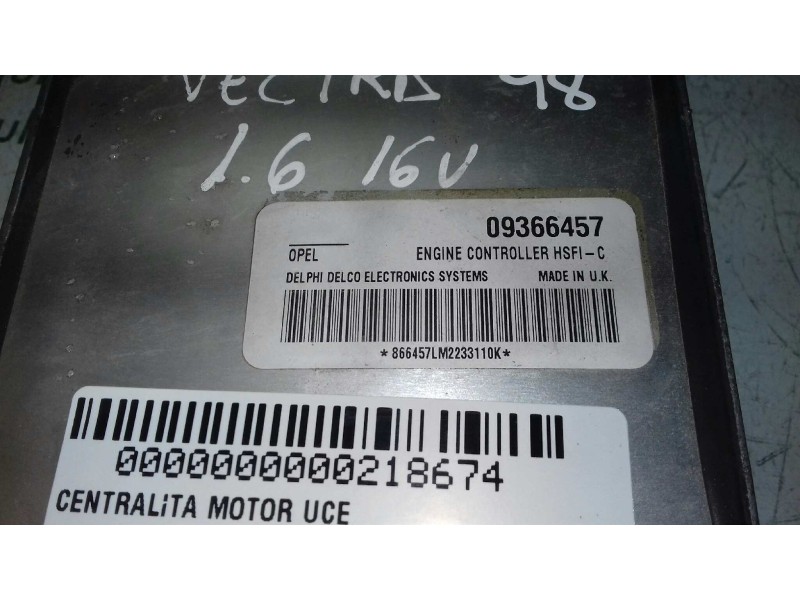 VECTRA 98
1.6 16V
09366457
OPEL ENGINE CONTROLLER HSFI-C
DELPHI DELCO ELECTRONICS SYSTEMS MADE IN U.K.
*866457LM2233110K*
0000000000218674
CENTRALiTA MOTOR UCE